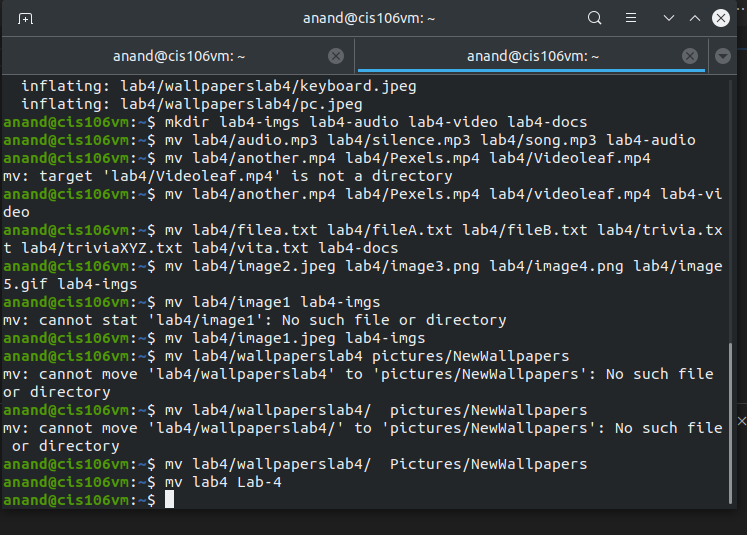 anand@cis106vm: ~
anand@cis106vm: ~
anand@cis106vm: ~
  inflating: lab4/wallpaperslab4/keyboard.jpeg
  inflating: lab4/wallpaperslab4/pc.jpeg
anand@cis106vm:~$ mkdir lab4-imgs lab4-audio lab4-video lab4-docs
anand@cis106vm:~$ mv lab4/audio.mp3 lab4/silence.mp3 lab4/song.mp3 lab4-audio
anand@cis106vm:~$ mv lab4/another.mp4 lab4/Pexels.mp4 lab4/Videoleaf.mp4
mv: target 'lab4/Videoleaf.mp4' is not a directory
anand@cis106vm:~$ mv lab4/another.mp4 lab4/Pexels.mp4 lab4/videoleaf.mp4 lab4-vi
deo
anand@cis106vm:~$ mv lab4/filea.txt lab4/fileA.txt lab4/fileB.txt lab4/trivia.tx
t lab4/triviaXYZ.txt lab4/vita.txt lab4-docs
anand@cis106vm:~$ mv lab4/image2.jpeg lab4/image3.png lab4/image4.png lab4/image
5.gif lab4-imgs
anand@cis106vm:~$ mv lab4/image1 lab4-imgs
mv: cannot stat 'lab4/image1': No such file or directory
anand@cis106vm:~$ mv lab4/image1.jpeg lab4-imgs
anand@cis106vm:~$ mv lab4/wallpaperslab4 pictures/NewWallpapers
mv: cannot move 'lab4/wallpaperslab4' to 'pictures/NewWallpapers': No such file
or directory
anand@cis106vm:~$ mv lab4/wallpaperslab4/  pictures/NewWallpapers
mv: cannot move 'lab4/wallpaperslab4/' to 'pictures/NewWallpapers': No such file
 or directory
anand@cis106vm:~$ mv lab4/wallpaperslab4/  Pictures/NewWallpapers
anand@cis106vm:~$ mv lab4 Lab-4
anand@cis106vm:~$